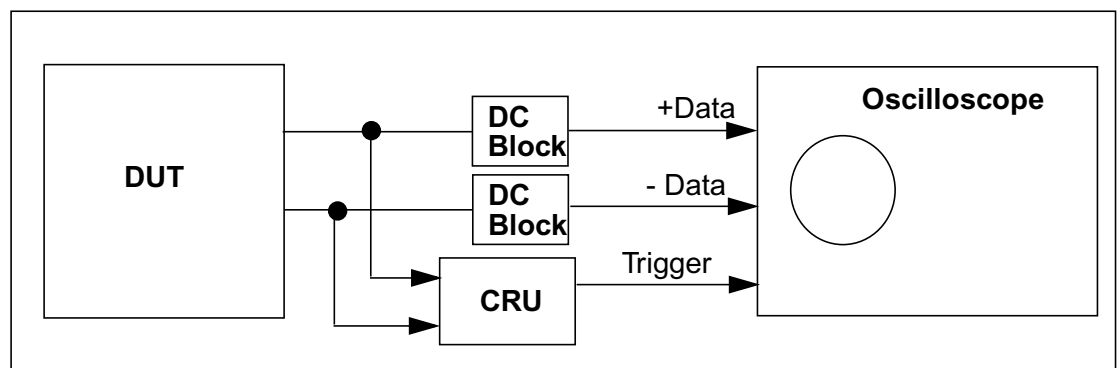 DUT
DC
Block
+Data
Oscilloscope
DC
Block
- Data
CRU
Trigger